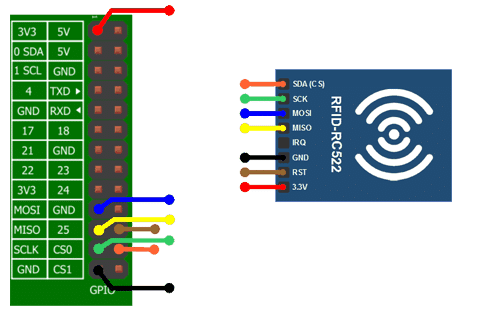 3V3 5V
0 SDA 5V
1 SCL GND
4 TXD ►
GND RXD ◄
17 18
21 GND
22 23
3V3 24
MOSI GND
MISO 25
SCLK CS0
GND CS1
GPIO
SDA (CS)
SCK
MOSI
MISO
IRQ
GND
RST
3.3V
RFID-RC522